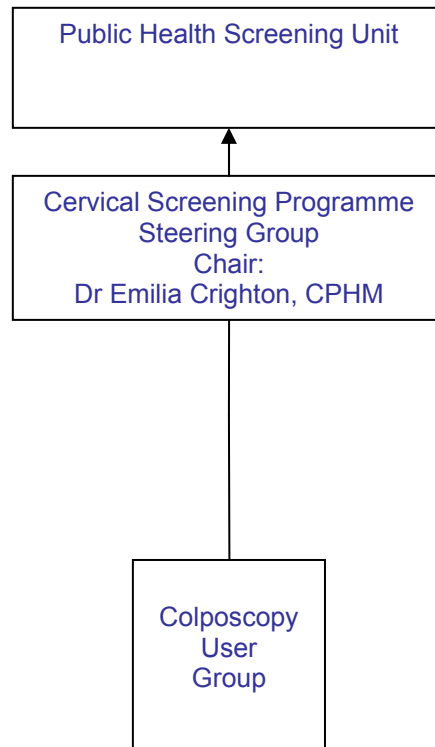 Public Health Screening Unit
Cervical Screening Programme
Steering Group
Chair:
Dr Emilia Crighton, CPHM
Colposcopy
User
Group